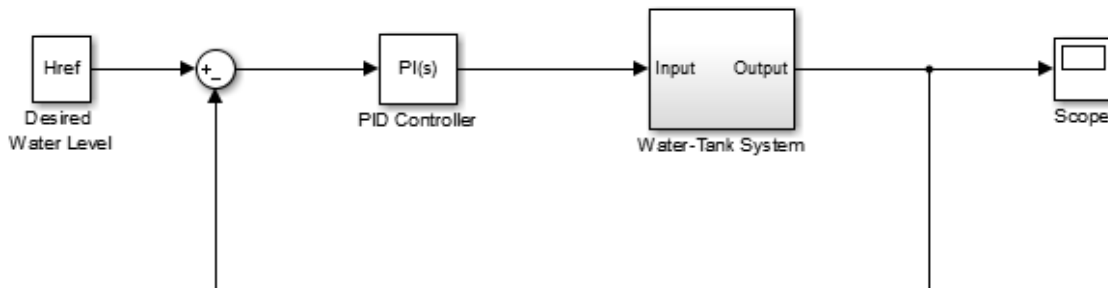 Href
Desired
Water Level
+
−
PI(s)
PID Controller
Input
Output
Water-Tank System
Scope